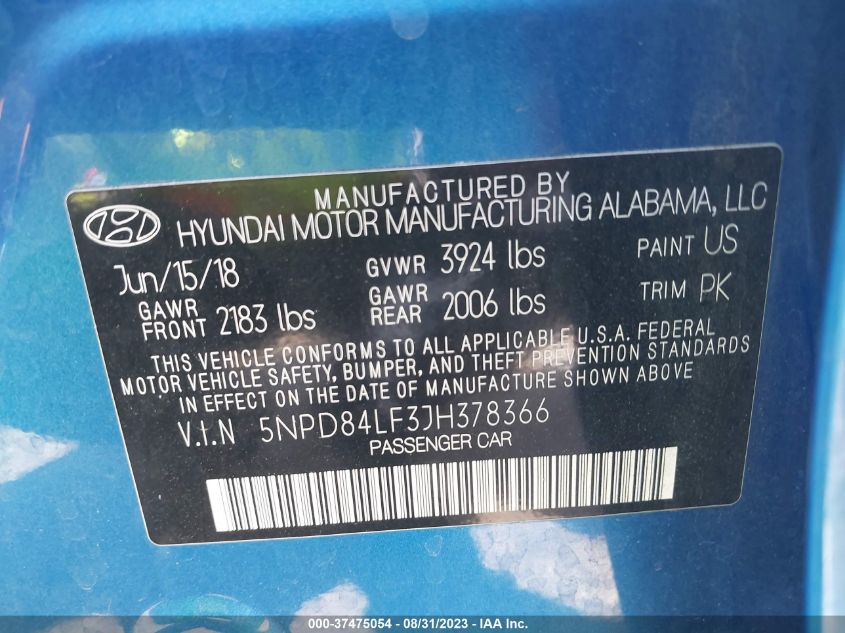 MANUFACTURED BY
HYUNDAI MOTOR MANUFACTURING ALABAMA, LLC
Jun/15/18 GVWR 3924 lbs PAINT US
GAWR FRONT 2183 lbs GAWR REAR 2006 lbs TRIM PK
THIS VEHICLE CONFORMS TO ALL APPLICABLE U.S.A. FEDERAL
MOTOR VEHICLE SAFETY, BUMPER, AND THEFT PREVENTION STANDARDS
IN EFFECT ON THE DATE OF MANUFACTURE SHOWN ABOVE
V.I.N 5NPD84LF3JH378366
PASSENGER CAR
000-37475054 - 08/31/2023 - IAA Inc.